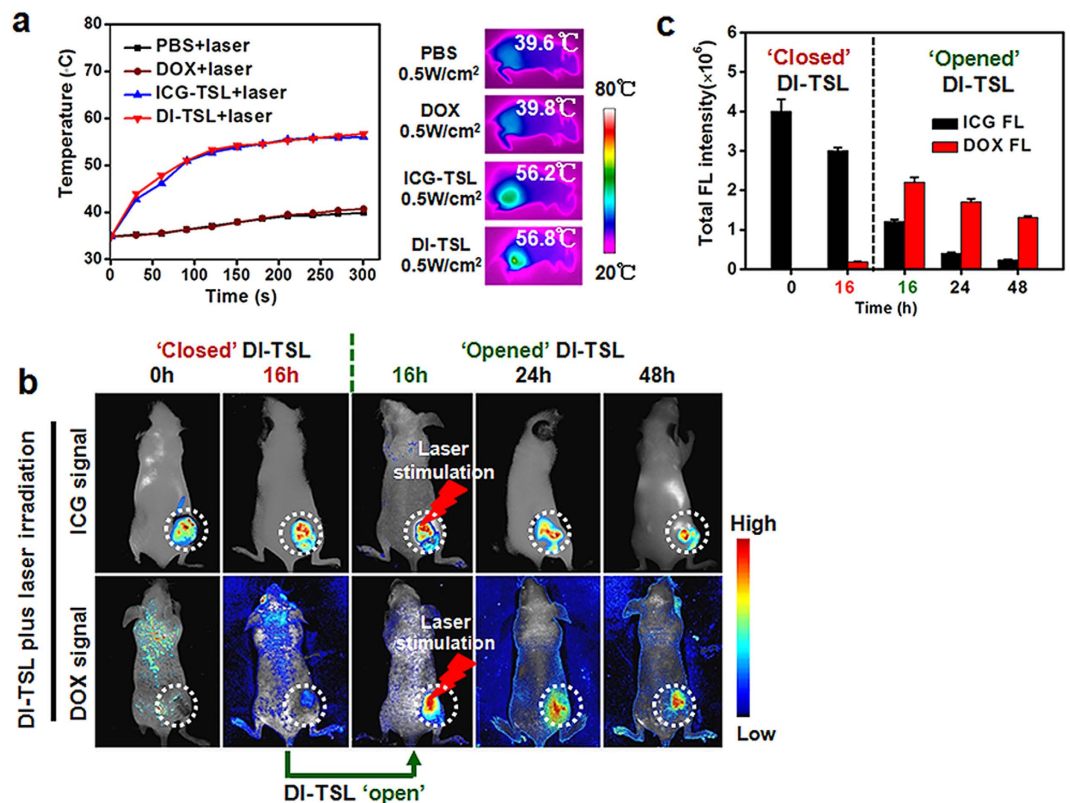 a
80
70
60
50
40
30
Temperature (·C)
0 50 100 150 200 250 300
Time (s)
PBS+laser
DOX+laser
ICG-TSL+laser
DI-TSL+laser
PBS
0.5W/cm²
39.6℃
DOX
0.5W/cm²
39.8℃
ICG-TSL
0.5W/cm²
56.2℃
DI-TSL
0.5W/cm²
56.8℃
80℃
20℃
c
6
5
4
3
2
1
0
Total FL intensity(×10⁶)
'Closed'
DI-TSL
'Opened'
DI-TSL
ICG FL
DOX FL
0 16 16 24 48
Time (h)
b
'Closed' DI-TSL 'Opened' DI-TSL
0h 16h 16h 24h 48h
DI-TSL plus laser irradiation
ICG signal
DOX signal
Laser
stimulation
Laser
stimulation
High
Low
DI-TSL 'open'